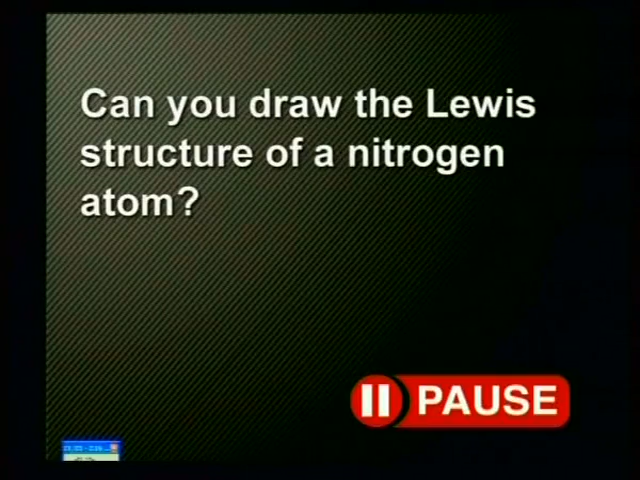 Can you draw the Lewis
structure of a nitrogen
atom?
PAUSE